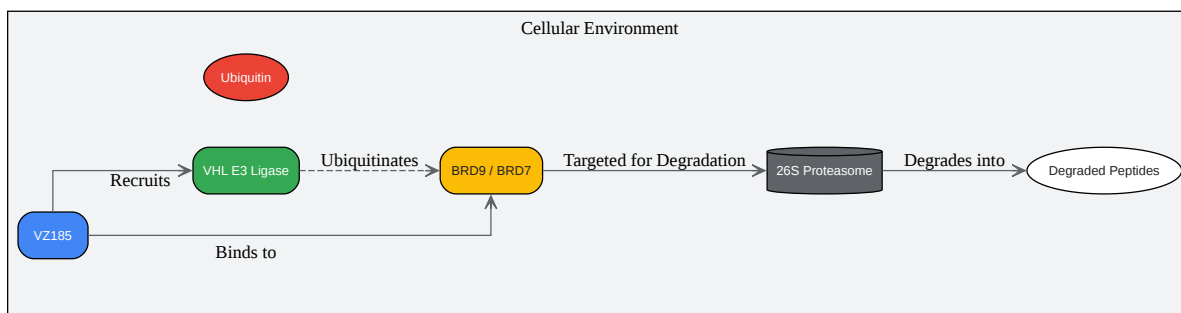 Cellular Environment
Ubiquitin
VHL E3 Ligase
Ubiquitinates
BRD9 / BRD7
Targeted for Degradation
26S Proteasome
Degrades into
Degraded Peptides
Recruits
VZ185
Binds to